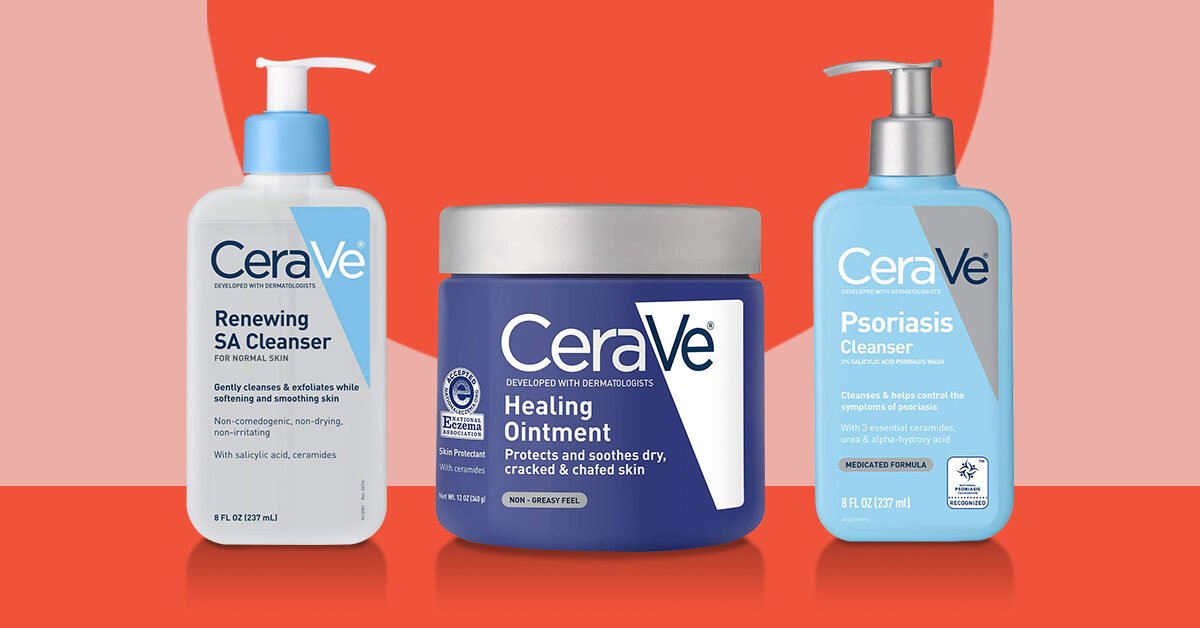 CeraVe®
DEVELOPED WITH DERMATOLOGISTS
Renewing
SA Cleanser
FOR NORMAL SKIN
Gently cleanses & exfoliates while
softening and smoothing skin
Non-comedogenic, non-drying,
non-irritating
With salicylic acid, ceramides
8 FL OZ (237 mL)
CeraVe®
DEVELOPED WITH DERMATOLOGISTS
Healing
Ointment
Protects and soothes dry,
cracked & chafed skin
NON - GREASY FEEL
ACCEPTED
NATIONALECZEMA.ORG
NATIONAL
Eczema
ASSOCIATION
Skin Protectant
With ceramides
Net Wt. 12 OZ (340 g)
CeraVe®
DEVELOPED WITH DERMATOLOGISTS
Psoriasis
Cleanser
2% SALICYLIC ACID PSORIASIS WASH
Cleanses & helps control the
symptoms of psoriasis
With 3 essential ceramides,
urea & alpha-hydroxy acid
MEDICATED FORMULA
8 FL OZ (237 ml)
TM
NATIONAL
PSORIASIS
FOUNDATION
RECOGNIZED